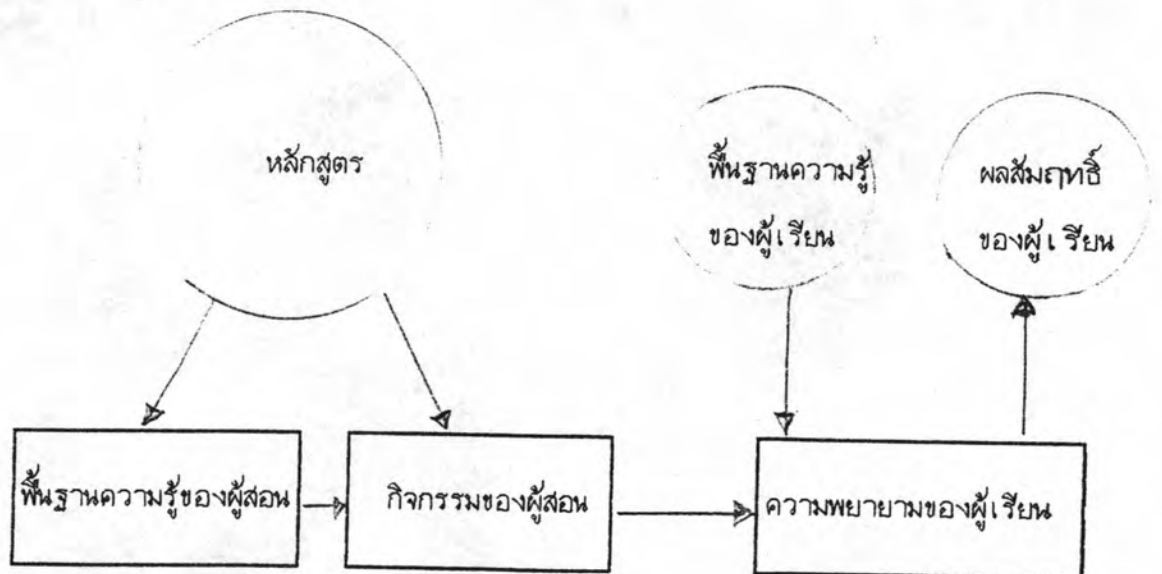 หลักสูตร
พื้นฐานความรู้
ของผู้เรียน
ผลสัมฤทธิ์
ของผู้เรียน
พื้นฐานความรู้ของผู้สอน
กิจกรรมของผู้สอน
ความพยายามของผู้เรียน